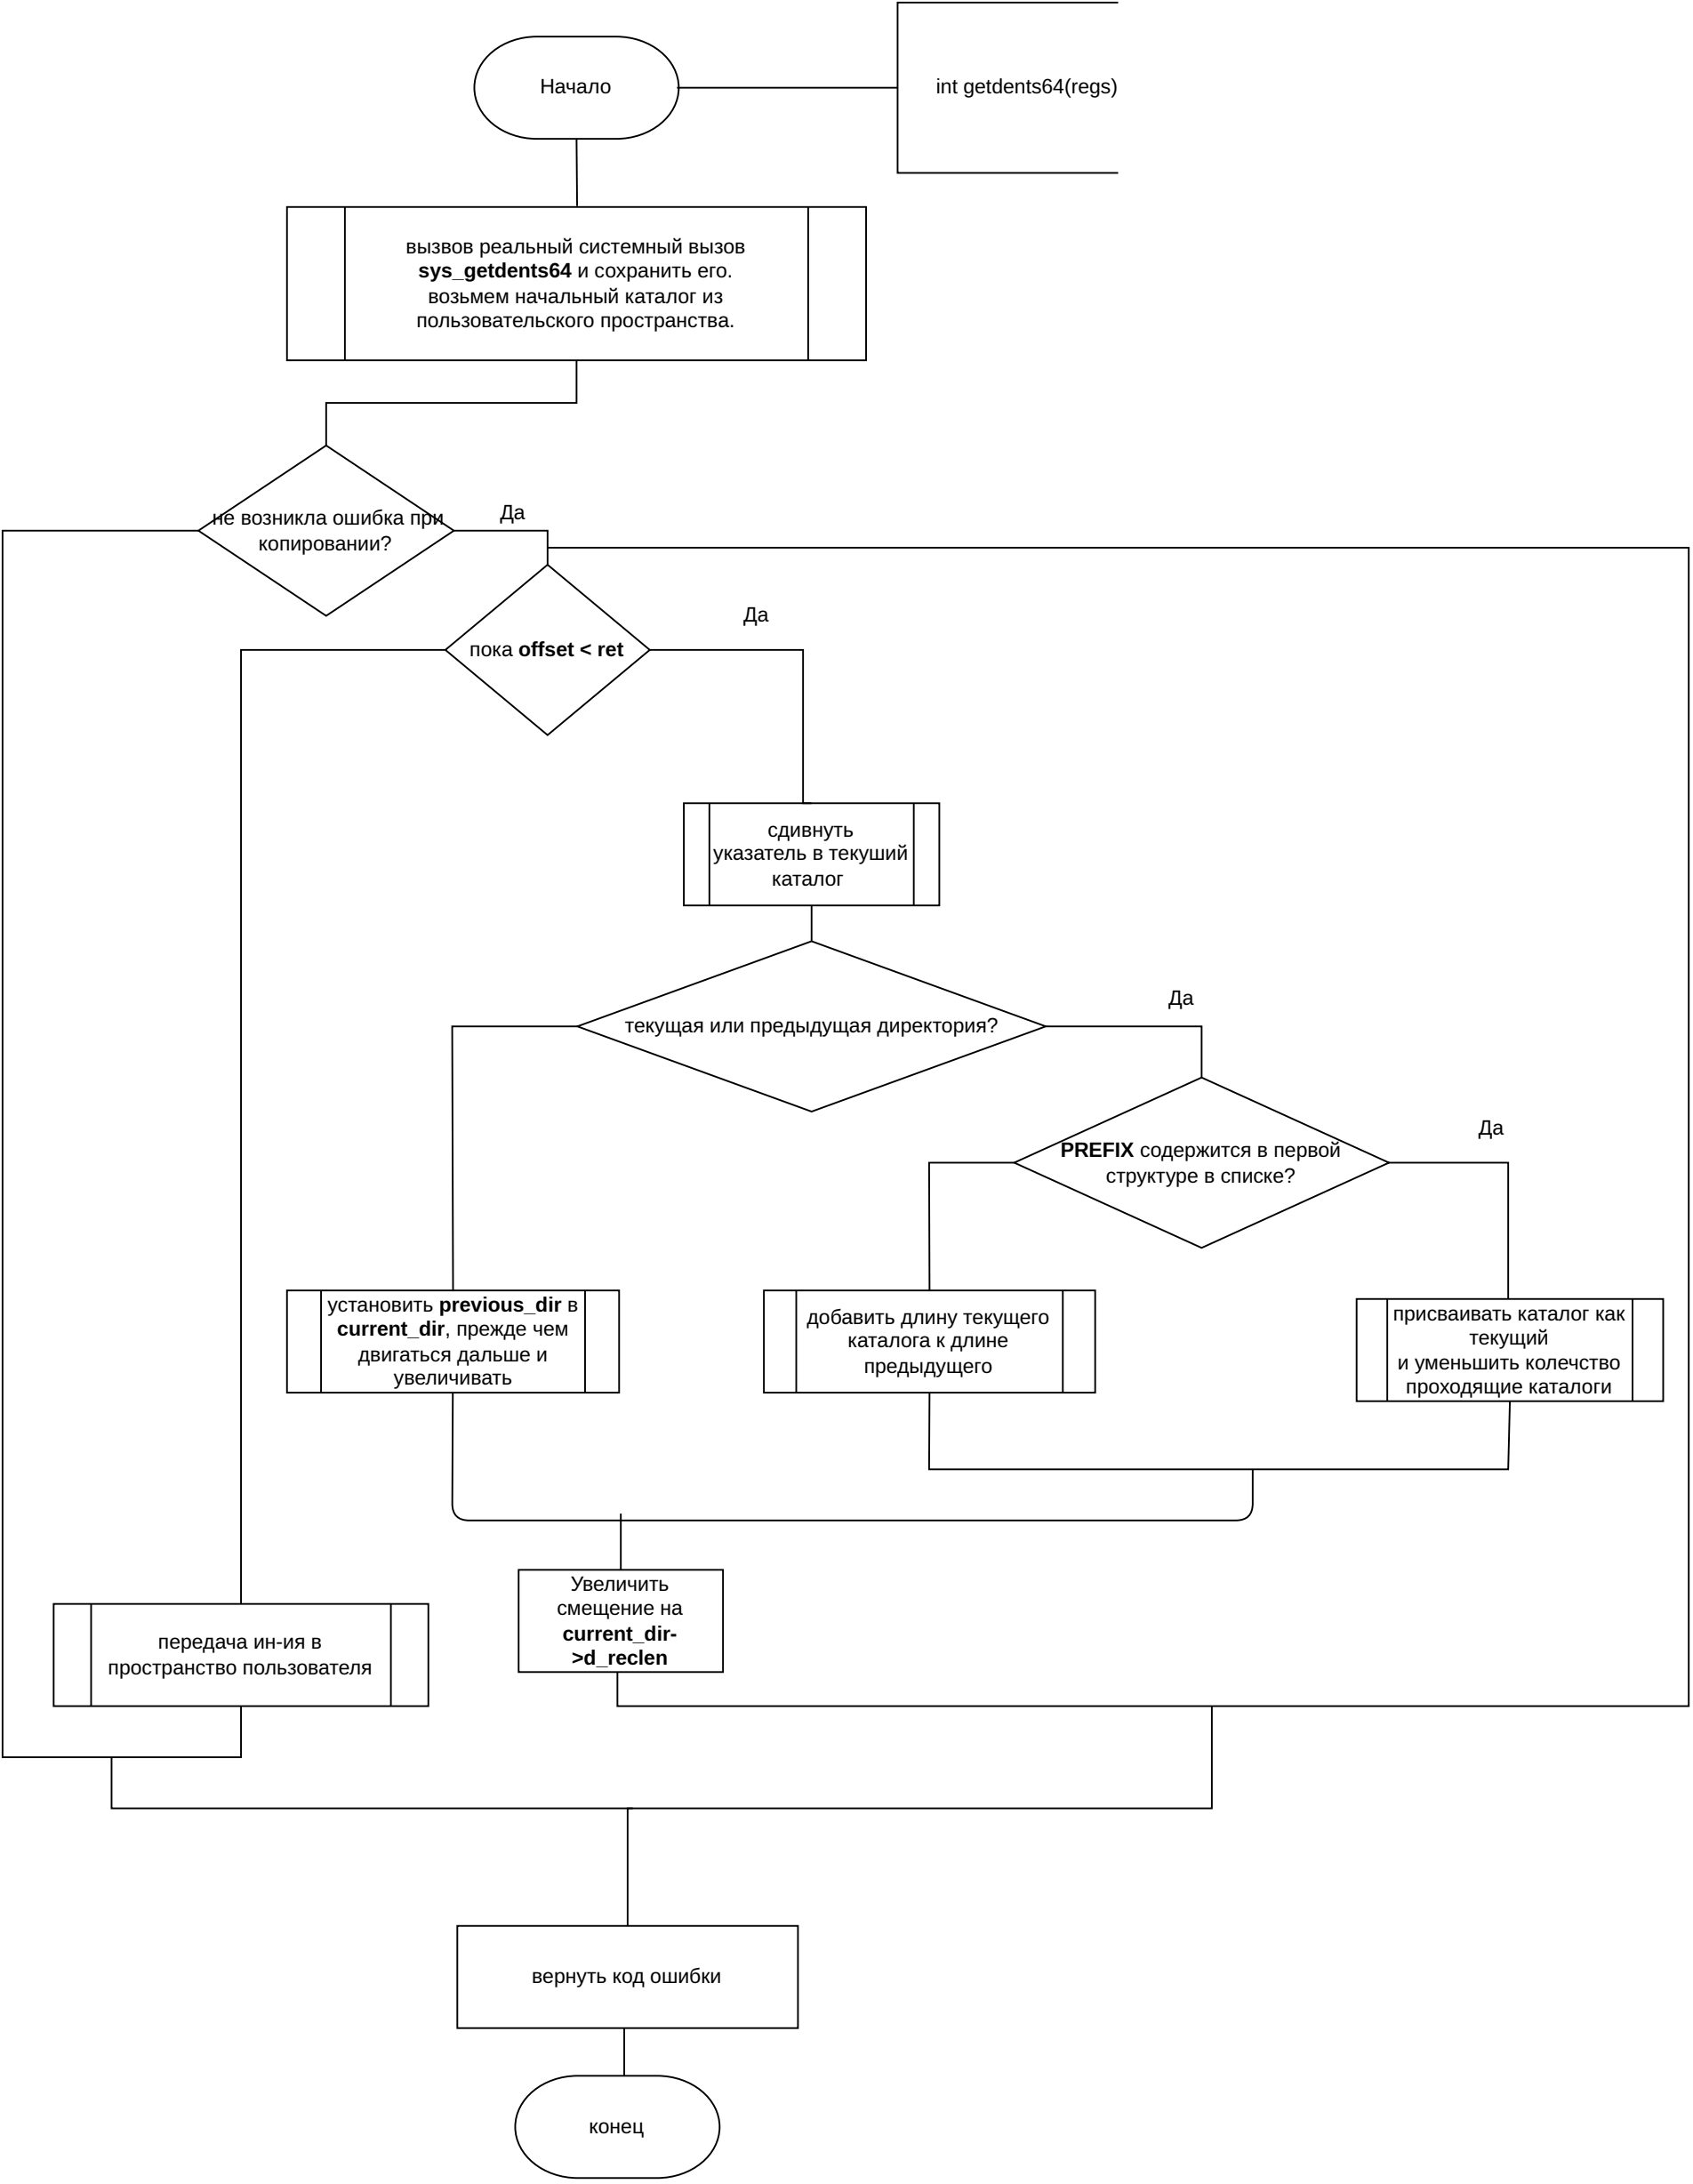 Начало
int getdents64(regs)
вызвов реальный системный вызов
sys_getdents64 и сохранить его.
возьмем начальный каталог из
пользовательского пространства.
не возникла ошибка при
копировании?
Да
пока offset < ret
Да
сдивнуть
указатель в текуший
каталог
текущая или предыдущая директория?
Да
PREFIX содержится в первой
структуре в списке?
Да
установить previous_dir в
current_dir, прежде чем
двигаться дальше и
увеличивать
добавить длину текущего
каталога к длине
предыдущего
присваивать каталог как
текущий
и уменьшить колечство
проходящие каталоги
Увеличить
смещение на
current_dir-
>d_reclen
передача ин-ия в
пространство пользователя
вернуть код ошибки
конец